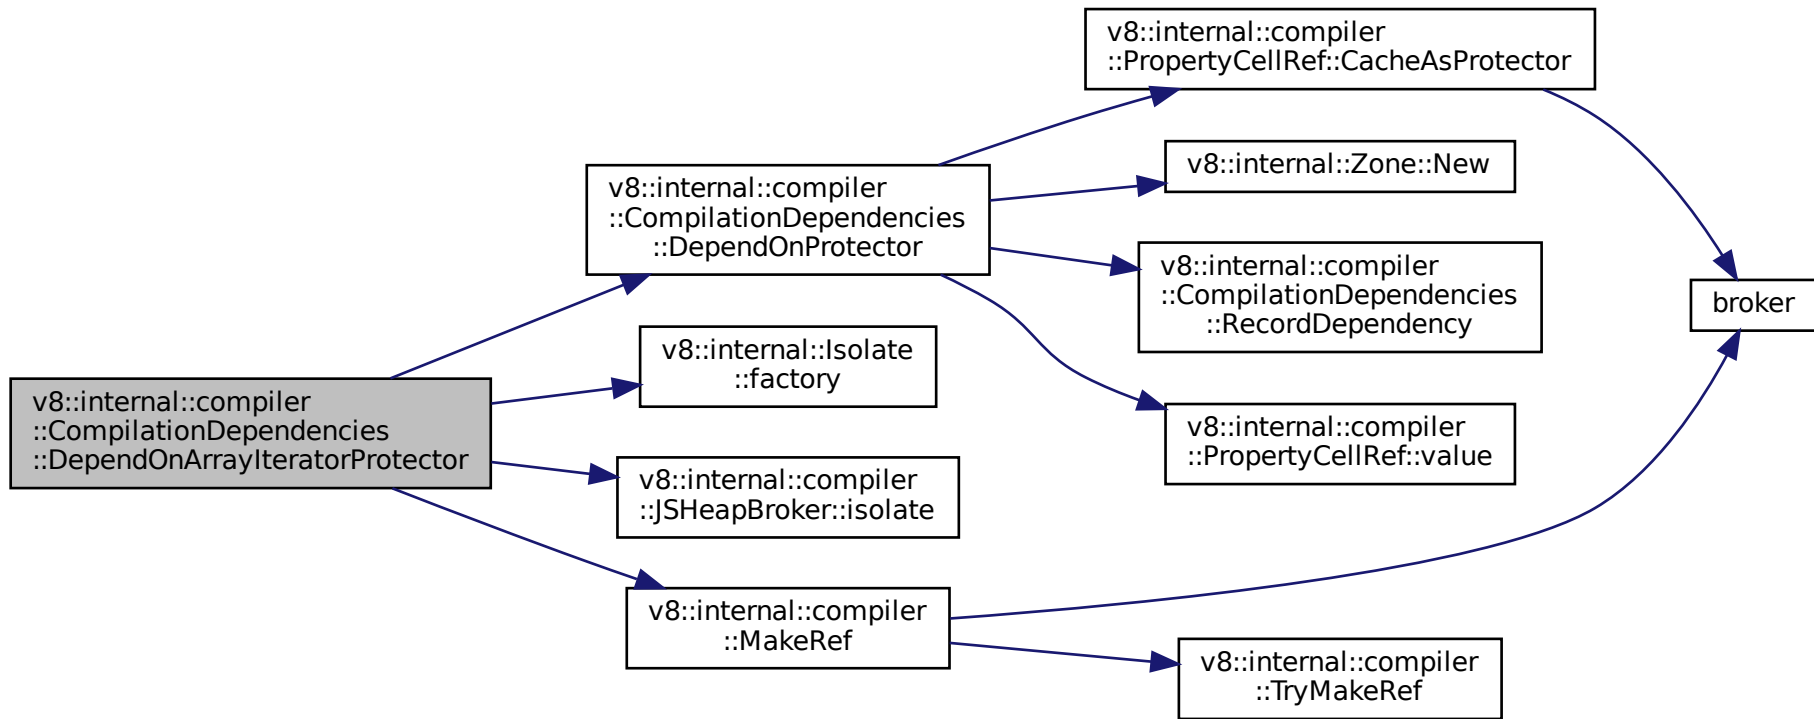 v8::internal::compiler
::CompilationDependencies
::DependOnArrayIteratorProtector
v8::internal::compiler
::CompilationDependencies
::DependOnProtector
v8::internal::Isolate
::factory
v8::internal::compiler
::JSHeapBroker::isolate
v8::internal::compiler
::MakeRef
v8::internal::compiler
::PropertyCellRef::CacheAsProtector
v8::internal::Zone::New
v8::internal::compiler
::CompilationDependencies
::RecordDependency
v8::internal::compiler
::PropertyCellRef::value
v8::internal::compiler
::TryMakeRef
broker